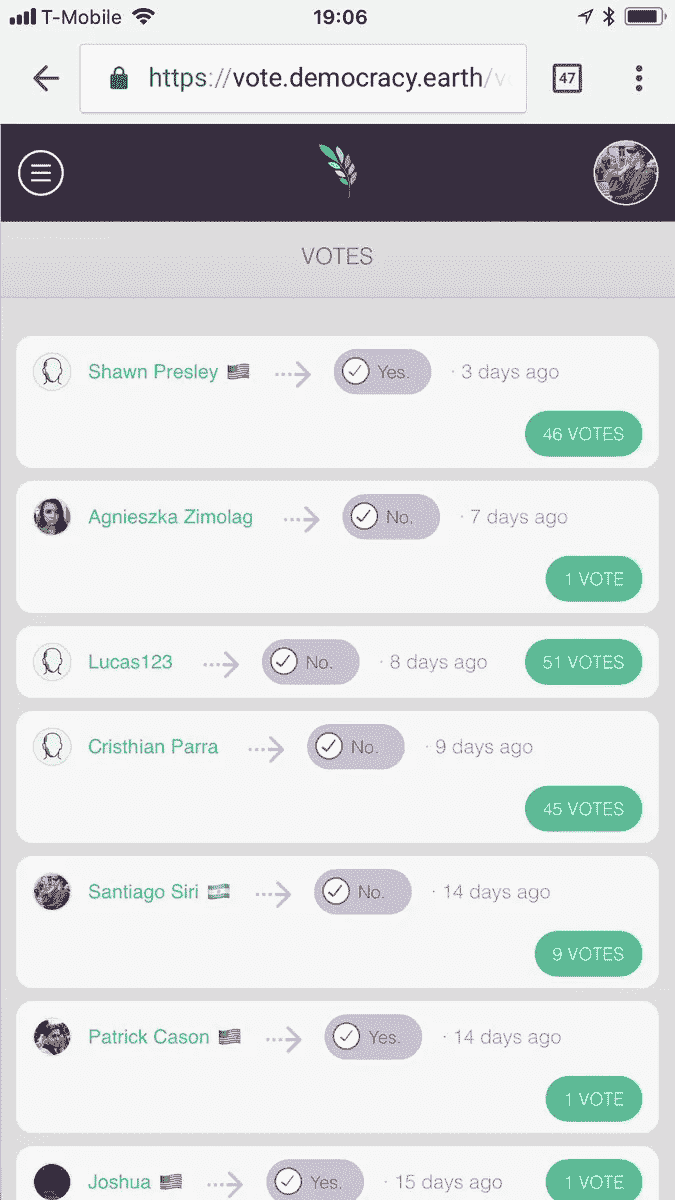 T-Mobile 19:06
https://vote.democracy.earth/v 47
VOTES
Shawn Presley Yes. · 3 days ago
46 VOTES
Agnieszka Zimolag No. · 7 days ago
1 VOTE
Lucas123 No. · 8 days ago 51 VOTES
Cristhian Parra No. · 9 days ago
45 VOTES
Santiago Siri No. · 14 days ago
9 VOTES
Patrick Cason Yes. · 14 days ago
1 VOTE
Joshua Yes. · 15 days ago 1 VOTE